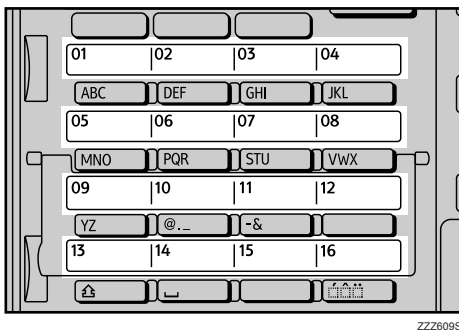 01 02 03 04
ABC DEF GHI JKL
05 06 07 08
MNO PQR STU VWX
09 10 11 12
YZ @._ -&
13 14 15 16
óôö
ZZZ609S